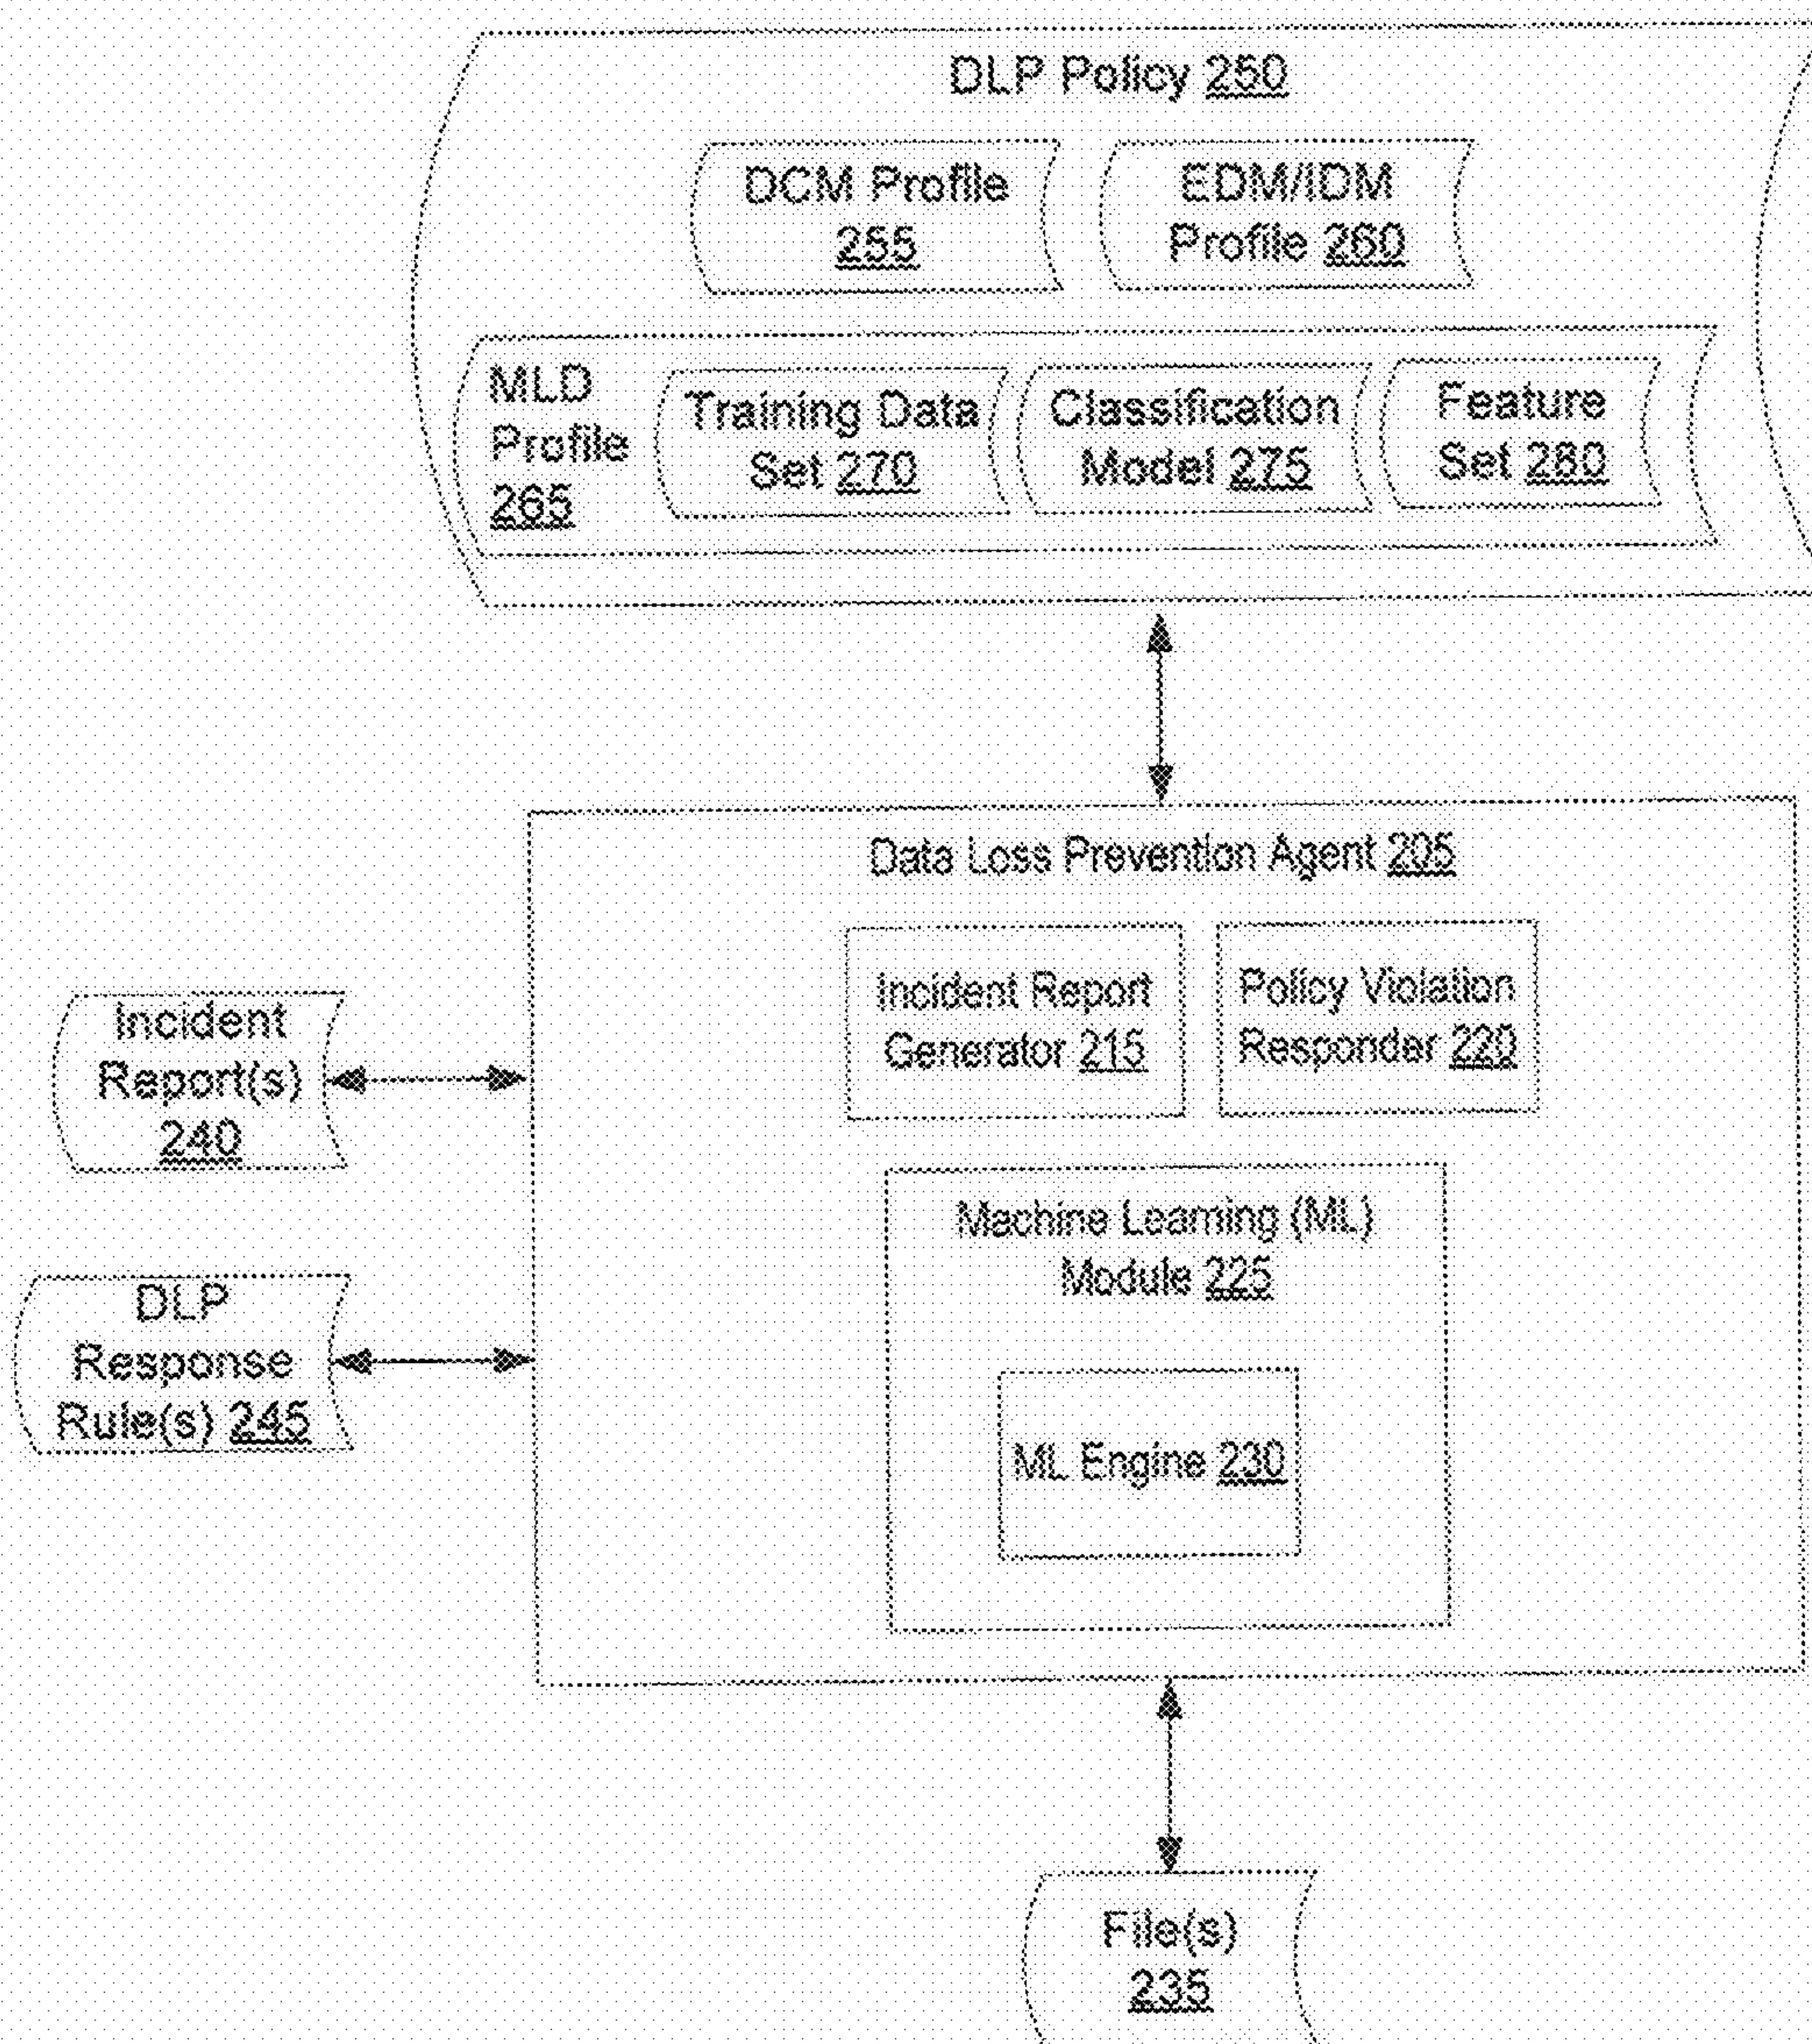 DLP Policy 250
DCM Profile
255
EDM/IDM
Profile 260
MLD
Profile
265
Training Data
Set 270
Classification
Model 275
Feature
Set 280
Data Loss Prevention Agent 205
Incident Report
Generator 215
Policy Violation
Responder 220
Incident
Report(s)
240
Machine Learning (ML)
Module 225
DLP
Response
Rule(s) 245
ML Engine 230
File(s)
235